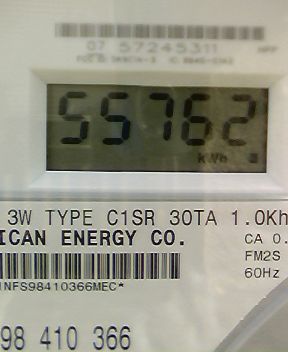 07 57245311
55762
kWh
3W TYPE C1SR 30TA 1.0Kh
ICAN ENERGY CO.
CA 0.
FM2S
60Hz
NFS98410366MEC*
98 410 366